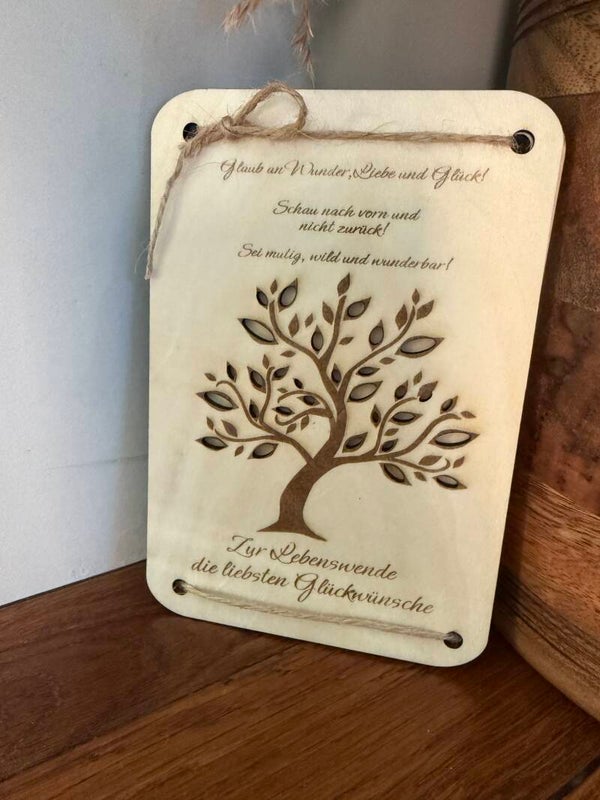 Glaub an Wunder, Liebe und Glück!
Schau nach vorn und
nicht zurück!
Sei mutig, wild und wunderbar!
Zur Lebenswende
die liebsten Glückwünsche